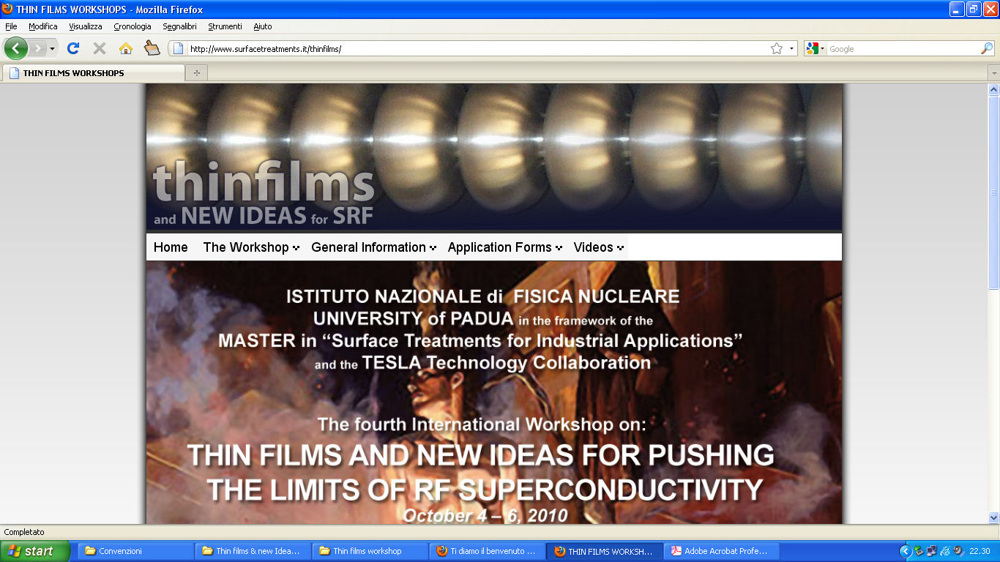 THIN FILMS WORKSHOPS - Mozilla Firefox
File Modifica Visualizza Cronologia Segnalibri Strumenti Aiuto
http://www.surfacetreatments.it/thinfilms/
Google
THIN FILMS WORKSHOPS
thinfilms
and NEW IDEAS for SRF
Home The Workshop General Information Application Forms Videos
ISTITUTO NAZIONALE di FISICA NUCLEARE
UNIVERSITY of PADUA in the framework of the
MASTER in “Surface Treatments for Industrial Applications”
and the TESLA Technology Collaboration
The fourth International Workshop on:
THIN FILMS AND NEW IDEAS FOR PUSHING
THE LIMITS OF RF SUPERCONDUCTIVITY
October 4 – 6, 2010
Completato
start Convenzioni Thin films & new Idea... Thin films workshop Ti diamo il benvenuto ... THIN FILMS WORKSH... Adobe Acrobat Profe... 22.30